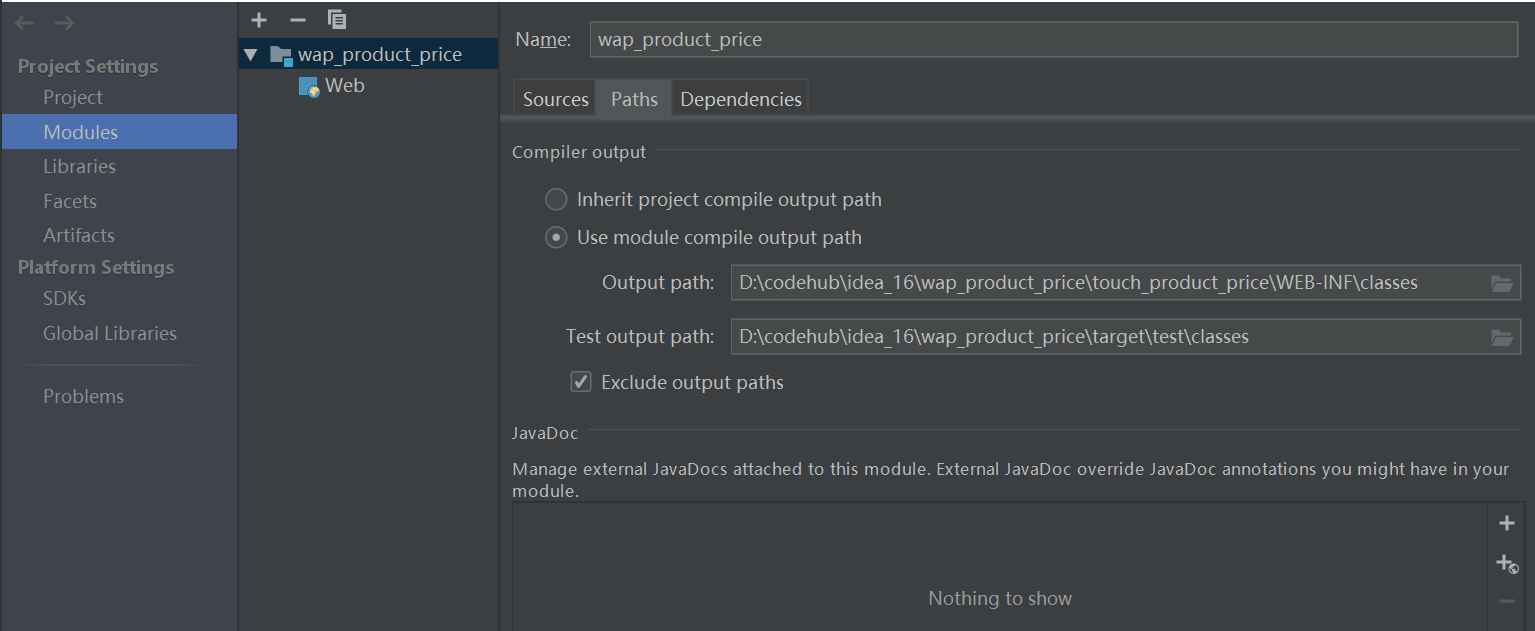 Project Settings
Project
Modules
Libraries
Facets
Artifacts
Platform Settings
SDKs
Global Libraries
Problems
wap_product_price
Web
Name: wap_product_price
Sources Paths Dependencies
Compiler output
Inherit project compile output path
Use module compile output path
Output path: D:\codehub\idea_16\wap_product_price\touch_product_price\WEB-INF\classes
Test output path: D:\codehub\idea_16\wap_product_price\target\test\classes
Exclude output paths
JavaDoc
Manage external JavaDocs attached to this module. External JavaDoc override JavaDoc annotations you might have in your
module.
Nothing to show